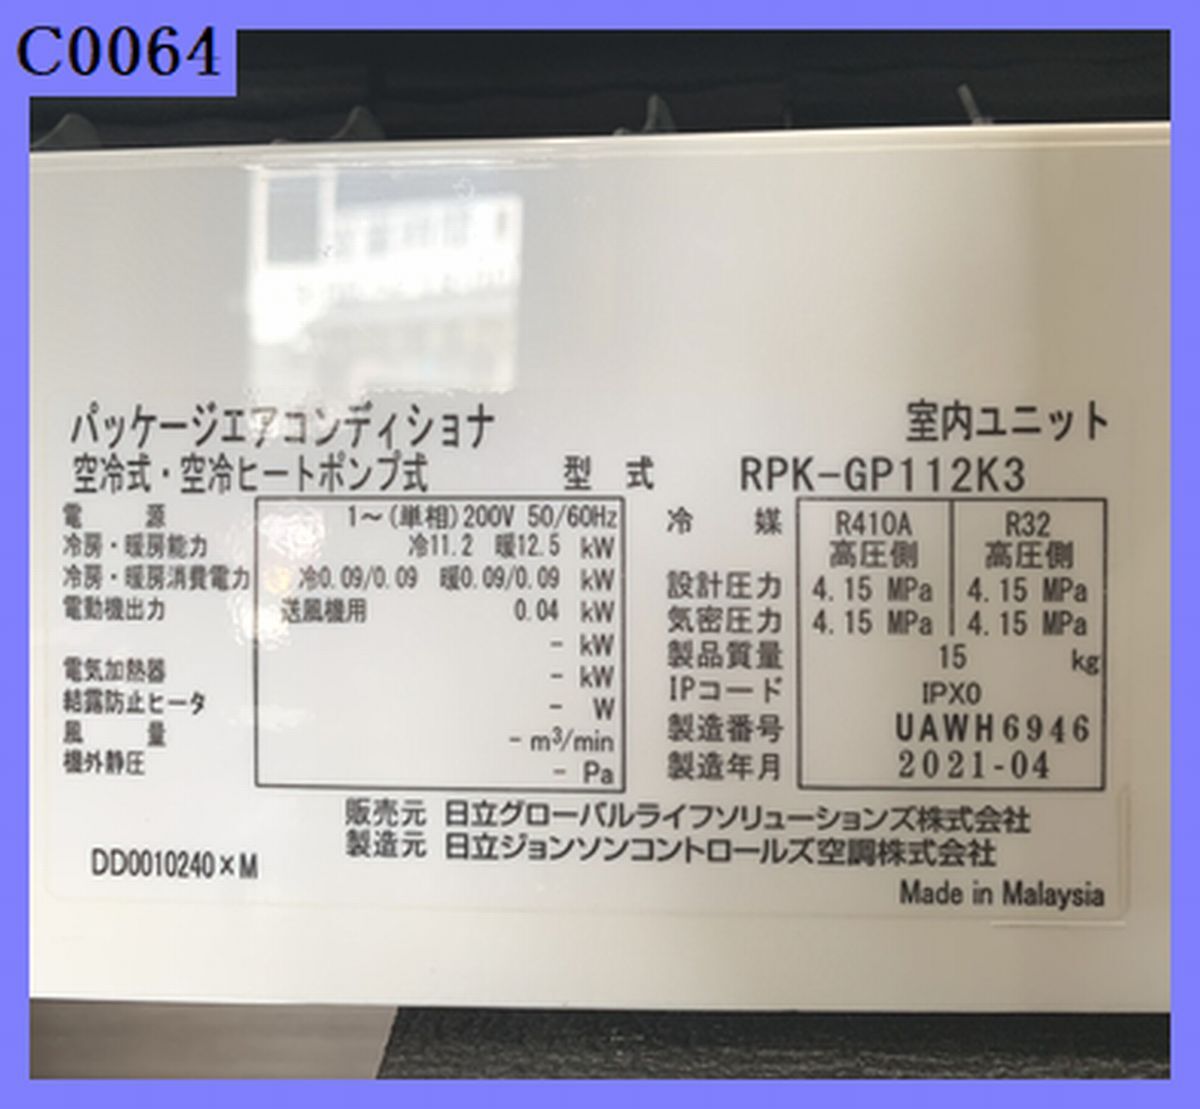 C0064
パッケージエアコンディショナ 室内ユニット
空冷式・空冷ヒートポンプ式 型式 RPK-GP112K3
電源 1～(単相)200V 50/60Hz
冷房・暖房能力 冷11.2 暖12.5 kW
冷房・暖房消費電力 冷0.09/0.09 暖0.09/0.09 kW
電動機出力 送風機用 0.04 kW
- kW
電気加熱器 - kW
結露防止ヒータ - W
風量 - m³/min
機外静圧 - Pa
冷媒 R410A R32
高圧側 高圧側
設計圧力 4.15 MPa 4.15 MPa
気密圧力 4.15 MPa 4.15 MPa
製品質量 15 kg
IPコード IPX0
製造番号 UAWH6946
製造年月 2021-04
販売元 日立グローバルライフソリューションズ株式会社
製造元 日立ジョンソンコントロールズ空調株式会社
DD0010240×M
Made in Malaysia